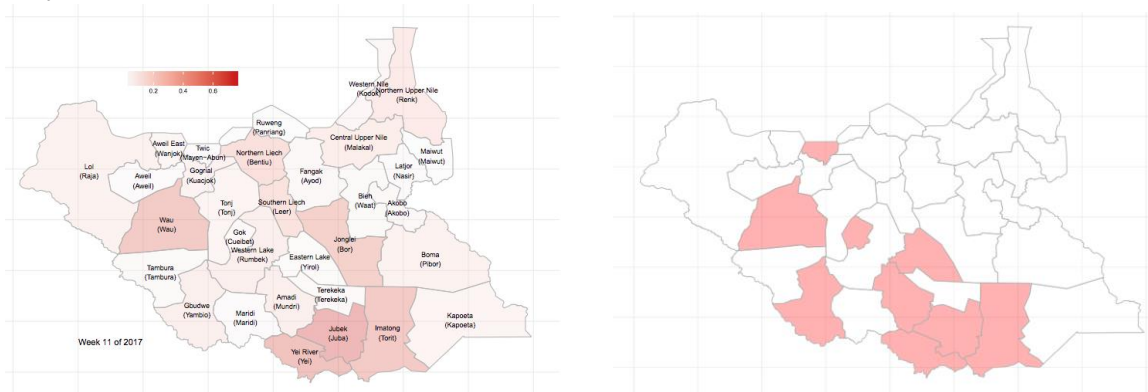 0.2 0.4 0.6
Western Nile
(Kodok)
Northern Upper Nile
(Renk)
Ruweng
(Panriang)
Central Upper Nile
(Malakal)
Aweil East
(Wanjok)
Twic
(Mayen-Abun)
Northern Liech
(Bentiu)
Maiwut
(Maiwut)
Loi
(Raja)
Aweil
(Aweil)
Gogrial
(Kuacjok)
Fangak
(Ayod)
Latjor
(Nasir)
Tonj
(Tonj)
Southern Liech
(Leer)
Bieh
(Waat)
Akobo
(Akobo)
Wau
(Wau)
Gok
(Cueibet)
Western Lake
(Rumbek)
Jonglei
(Bor)
Eastern Lake
(Yirol)
Boma
(Pibor)
Tambura
(Tambura)
Terekeka
(Terekeka)
Gbudwe
(Yambio)
Maridi
(Maridi)
Amadi
(Mundri)
Kapoeta
(Kapoeta)
Jubek
(Juba)
Imatong
(Torit)
Yei River
(Yei)
Week 11 of 2017